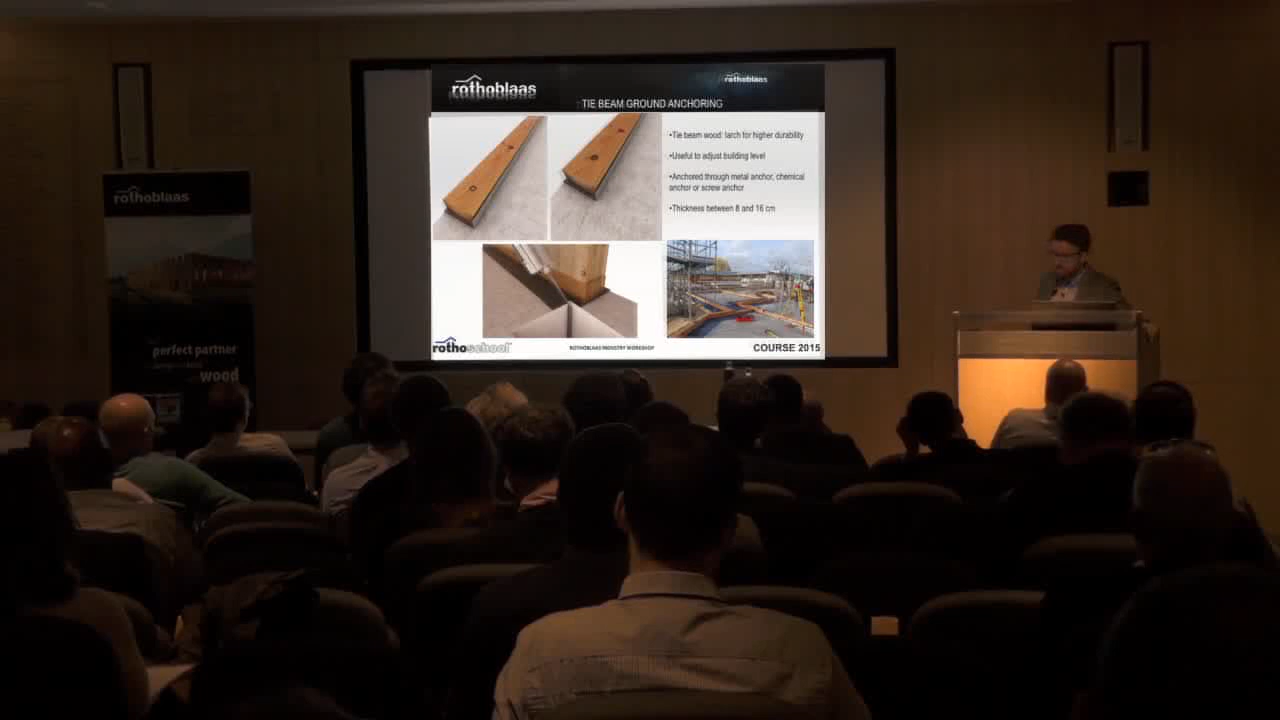 rothoblaas
rothoblaas
TIE BEAM GROUND ANCHORING
•Tie beam wood: larch for higher durability
•Useful to adjust building level
•Anchored through metal anchor, chemical
anchor or screw anchor
•Thickness between 8 and 16 cm
rothoschool
ROTHOBLAAS INDUSTRY WORKSHOP
COURSE 2015
rothoblaas
perfect partner
wood